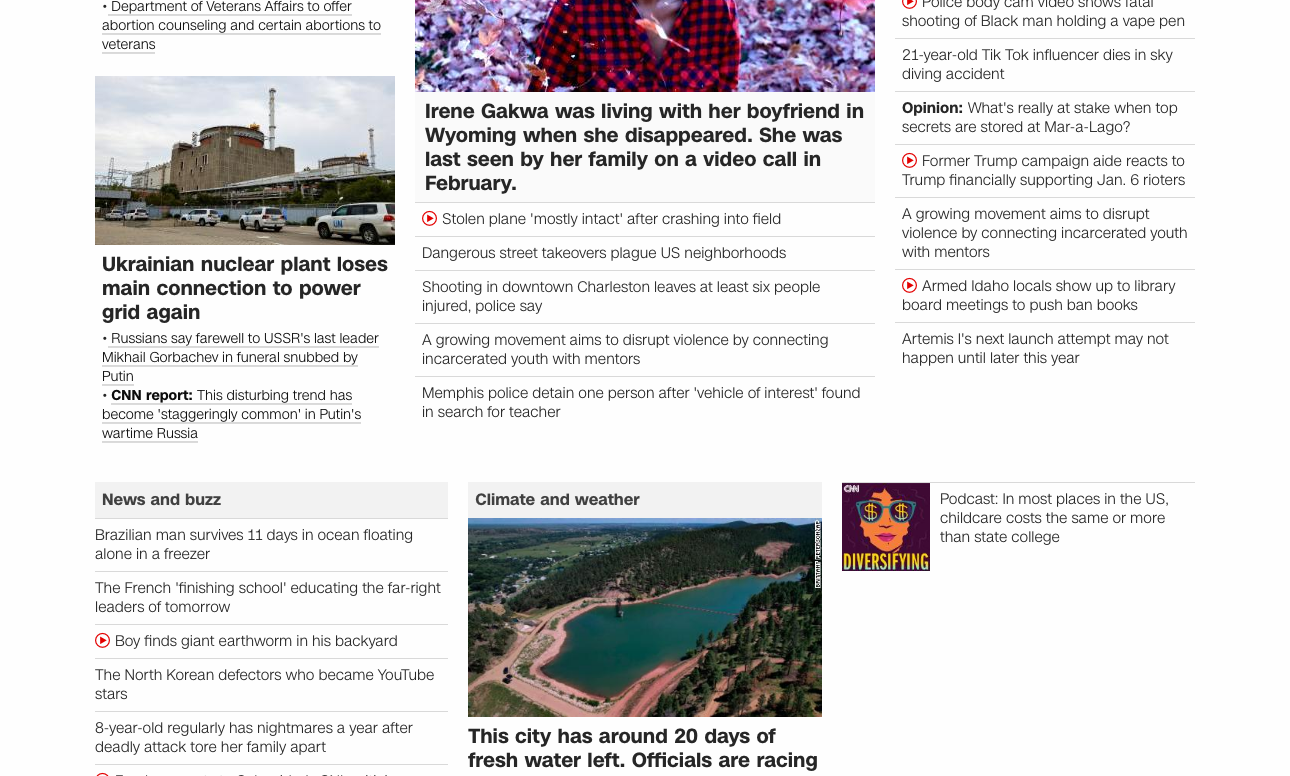 • Department of Veterans Affairs to offer
abortion counseling and certain abortions to
veterans
UN
Ukrainian nuclear plant loses
main connection to power
grid again
• Russians say farewell to USSR's last leader
Mikhail Gorbachev in funeral snubbed by
Putin
• CNN report: This disturbing trend has
become 'staggeringly common' in Putin's
wartime Russia
Irene Gakwa was living with her boyfriend in
Wyoming when she disappeared. She was
last seen by her family on a video call in
February.
Stolen plane 'mostly intact' after crashing into field
Dangerous street takeovers plague US neighborhoods
Shooting in downtown Charleston leaves at least six people
injured, police say
A growing movement aims to disrupt violence by connecting
incarcerated youth with mentors
Memphis police detain one person after 'vehicle of interest' found
in search for teacher
Police body cam video shows fatal
shooting of Black man holding a vape pen
21-year-old Tik Tok influencer dies in sky
diving accident
Opinion: What's really at stake when top
secrets are stored at Mar-a-Lago?
Former Trump campaign aide reacts to
Trump financially supporting Jan. 6 rioters
A growing movement aims to disrupt
violence by connecting incarcerated youth
with mentors
Armed Idaho locals show up to library
board meetings to push ban books
Artemis I's next launch attempt may not
happen until later this year
News and buzz
Brazilian man survives 11 days in ocean floating
alone in a freezer
The French 'finishing school' educating the far-right
leaders of tomorrow
Boy finds giant earthworm in his backyard
The North Korean defectors who became YouTube
stars
8-year-old regularly has nightmares a year after
deadly attack tore her family apart
Climate and weather
This city has around 20 days of
fresh water left. Officials are racing
CNN
DIVERSIFYING
Podcast: In most places in the US,
childcare costs the same or more
than state college